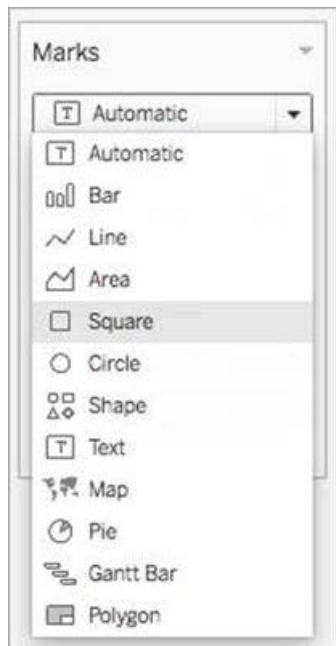 Marks
Automatic
Automatic
Bar
Line
Area
Square
Circle
Shape
Text
Map
Pie
Gantt Bar
Polygon